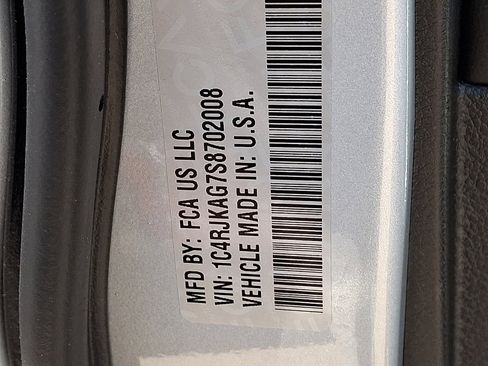 MFD BY: FCA US LLC
VIN: 1C4RJKAG7S8702008
VEHICLE MADE IN: U.S.A.